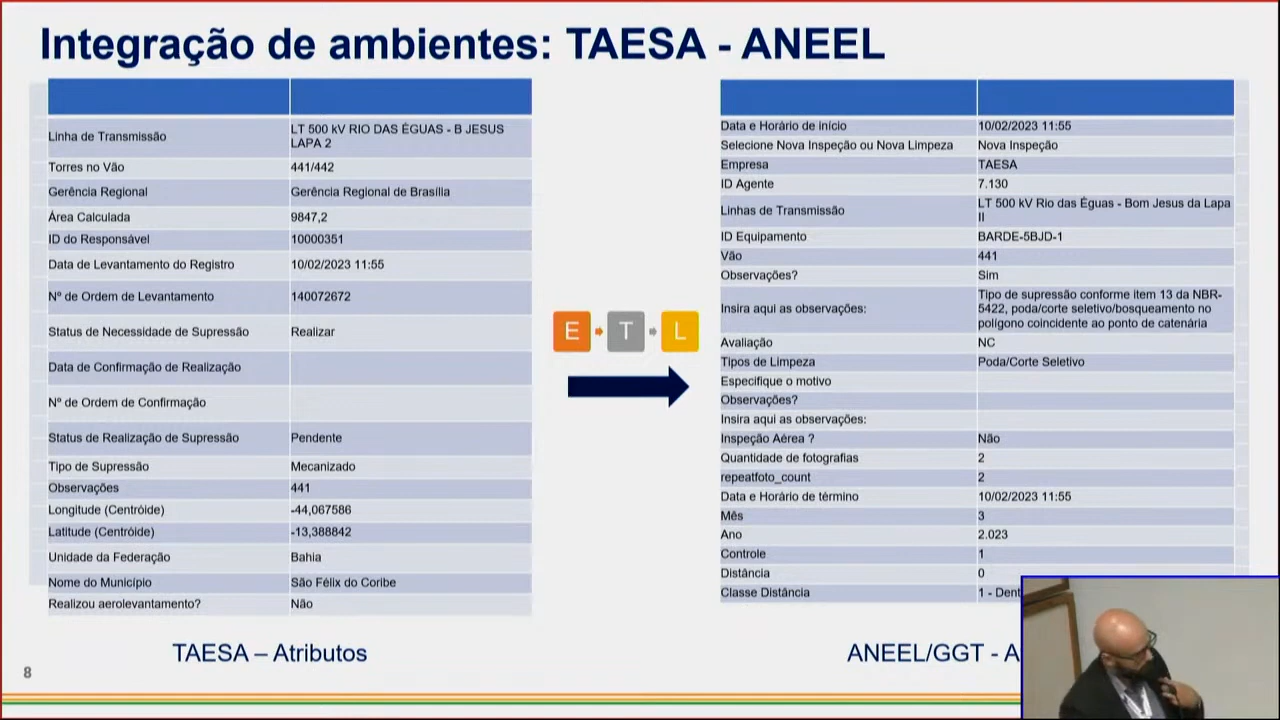 Integração de ambientes: TAESA - ANEEL
Linha de Transmissão
LT 500 kV RIO DAS ÉGUAS - B JESUS
LAPA 2
Torres no Vão
441/442
Gerência Regional
Gerência Regional de Brasília
Área Calculada
9847,2
ID do Responsável
10000351
Data de Levantamento do Registro
10/02/2023 11:55
Nº de Ordem de Levantamento
140072672
Status de Necessidade de Supressão
Realizar
Data de Confirmação de Realização
Nº de Ordem de Confirmação
Status de Realização de Supressão
Pendente
Tipo de Supressão
Mecanizado
Observações
441
Longitude (Centróide)
-44,067586
Latitude (Centróide)
-13,388842
Unidade da Federação
Bahia
Nome do Município
São Félix do Coribe
Realizou aerolevantamento?
Não
TAESA – Atributos
E T L
Data e Horário de início
10/02/2023 11:55
Selecione Nova Inspeção ou Nova Limpeza
Nova Inspeção
Empresa
TAESA
ID Agente
7.130
Linhas de Transmissão
LT 500 kV Rio das Éguas - Bom Jesus da Lapa
II
ID Equipamento
BARDE-5BJD-1
Vão
441
Observações?
Sim
Insira aqui as observações:
Tipo de supressão conforme item 13 da NBR-
5422, poda/corte seletivo/bosqueamento no
polígono coincidente ao ponto de catenária
Avaliação
NC
Tipos de Limpeza
Poda/Corte Seletivo
Especifique o motivo
Observações?
Insira aqui as observações:
Inspeção Aérea ?
Não
Quantidade de fotografias
2
repeatfoto_count
2
Data e Horário de término
10/02/2023 11:55
Mês
3
Ano
2.023
Controle
1
Distância
0
Classe Distância
1 - Dent
ANEEL/GGT - A
8